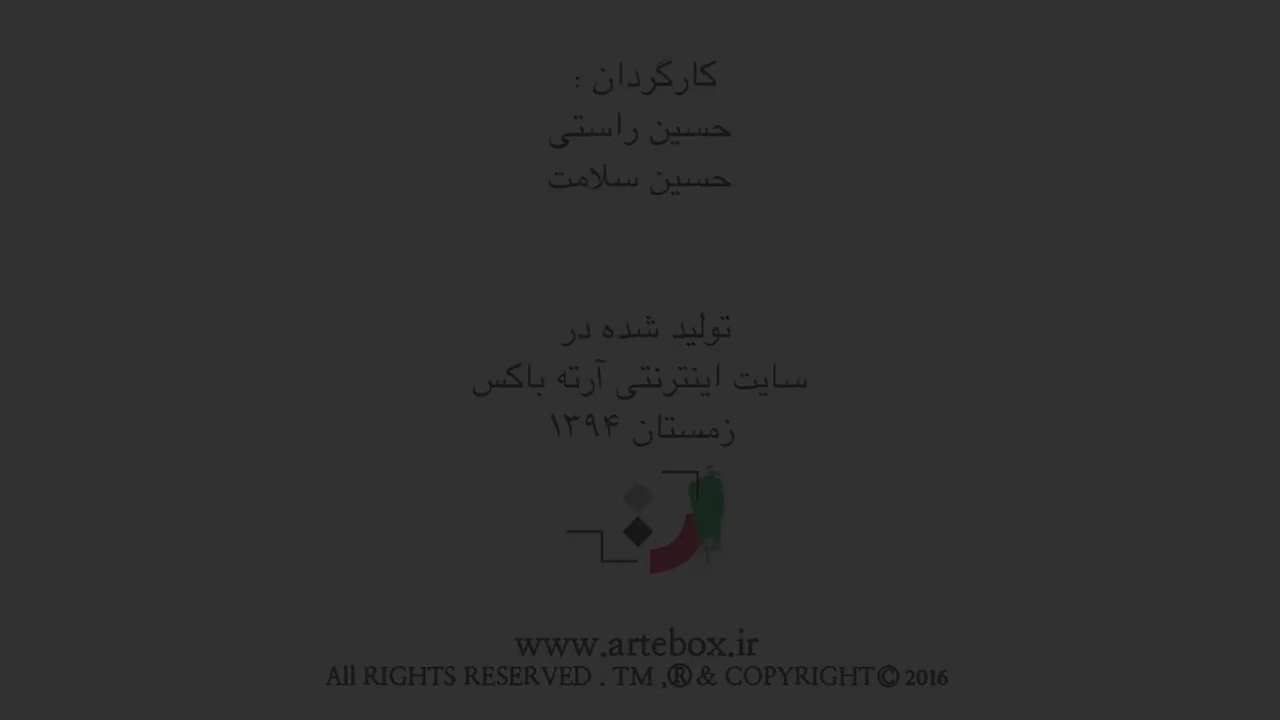 کارگردان :
حسین راستی
حسین سلامت
تولید شده در
سایت اینترنتی آرته باکس
زمستان ۱۳۹۴
www.artebox.ir
All RIGHTS RESERVED . TM ,® & COPYRIGHT© 2016